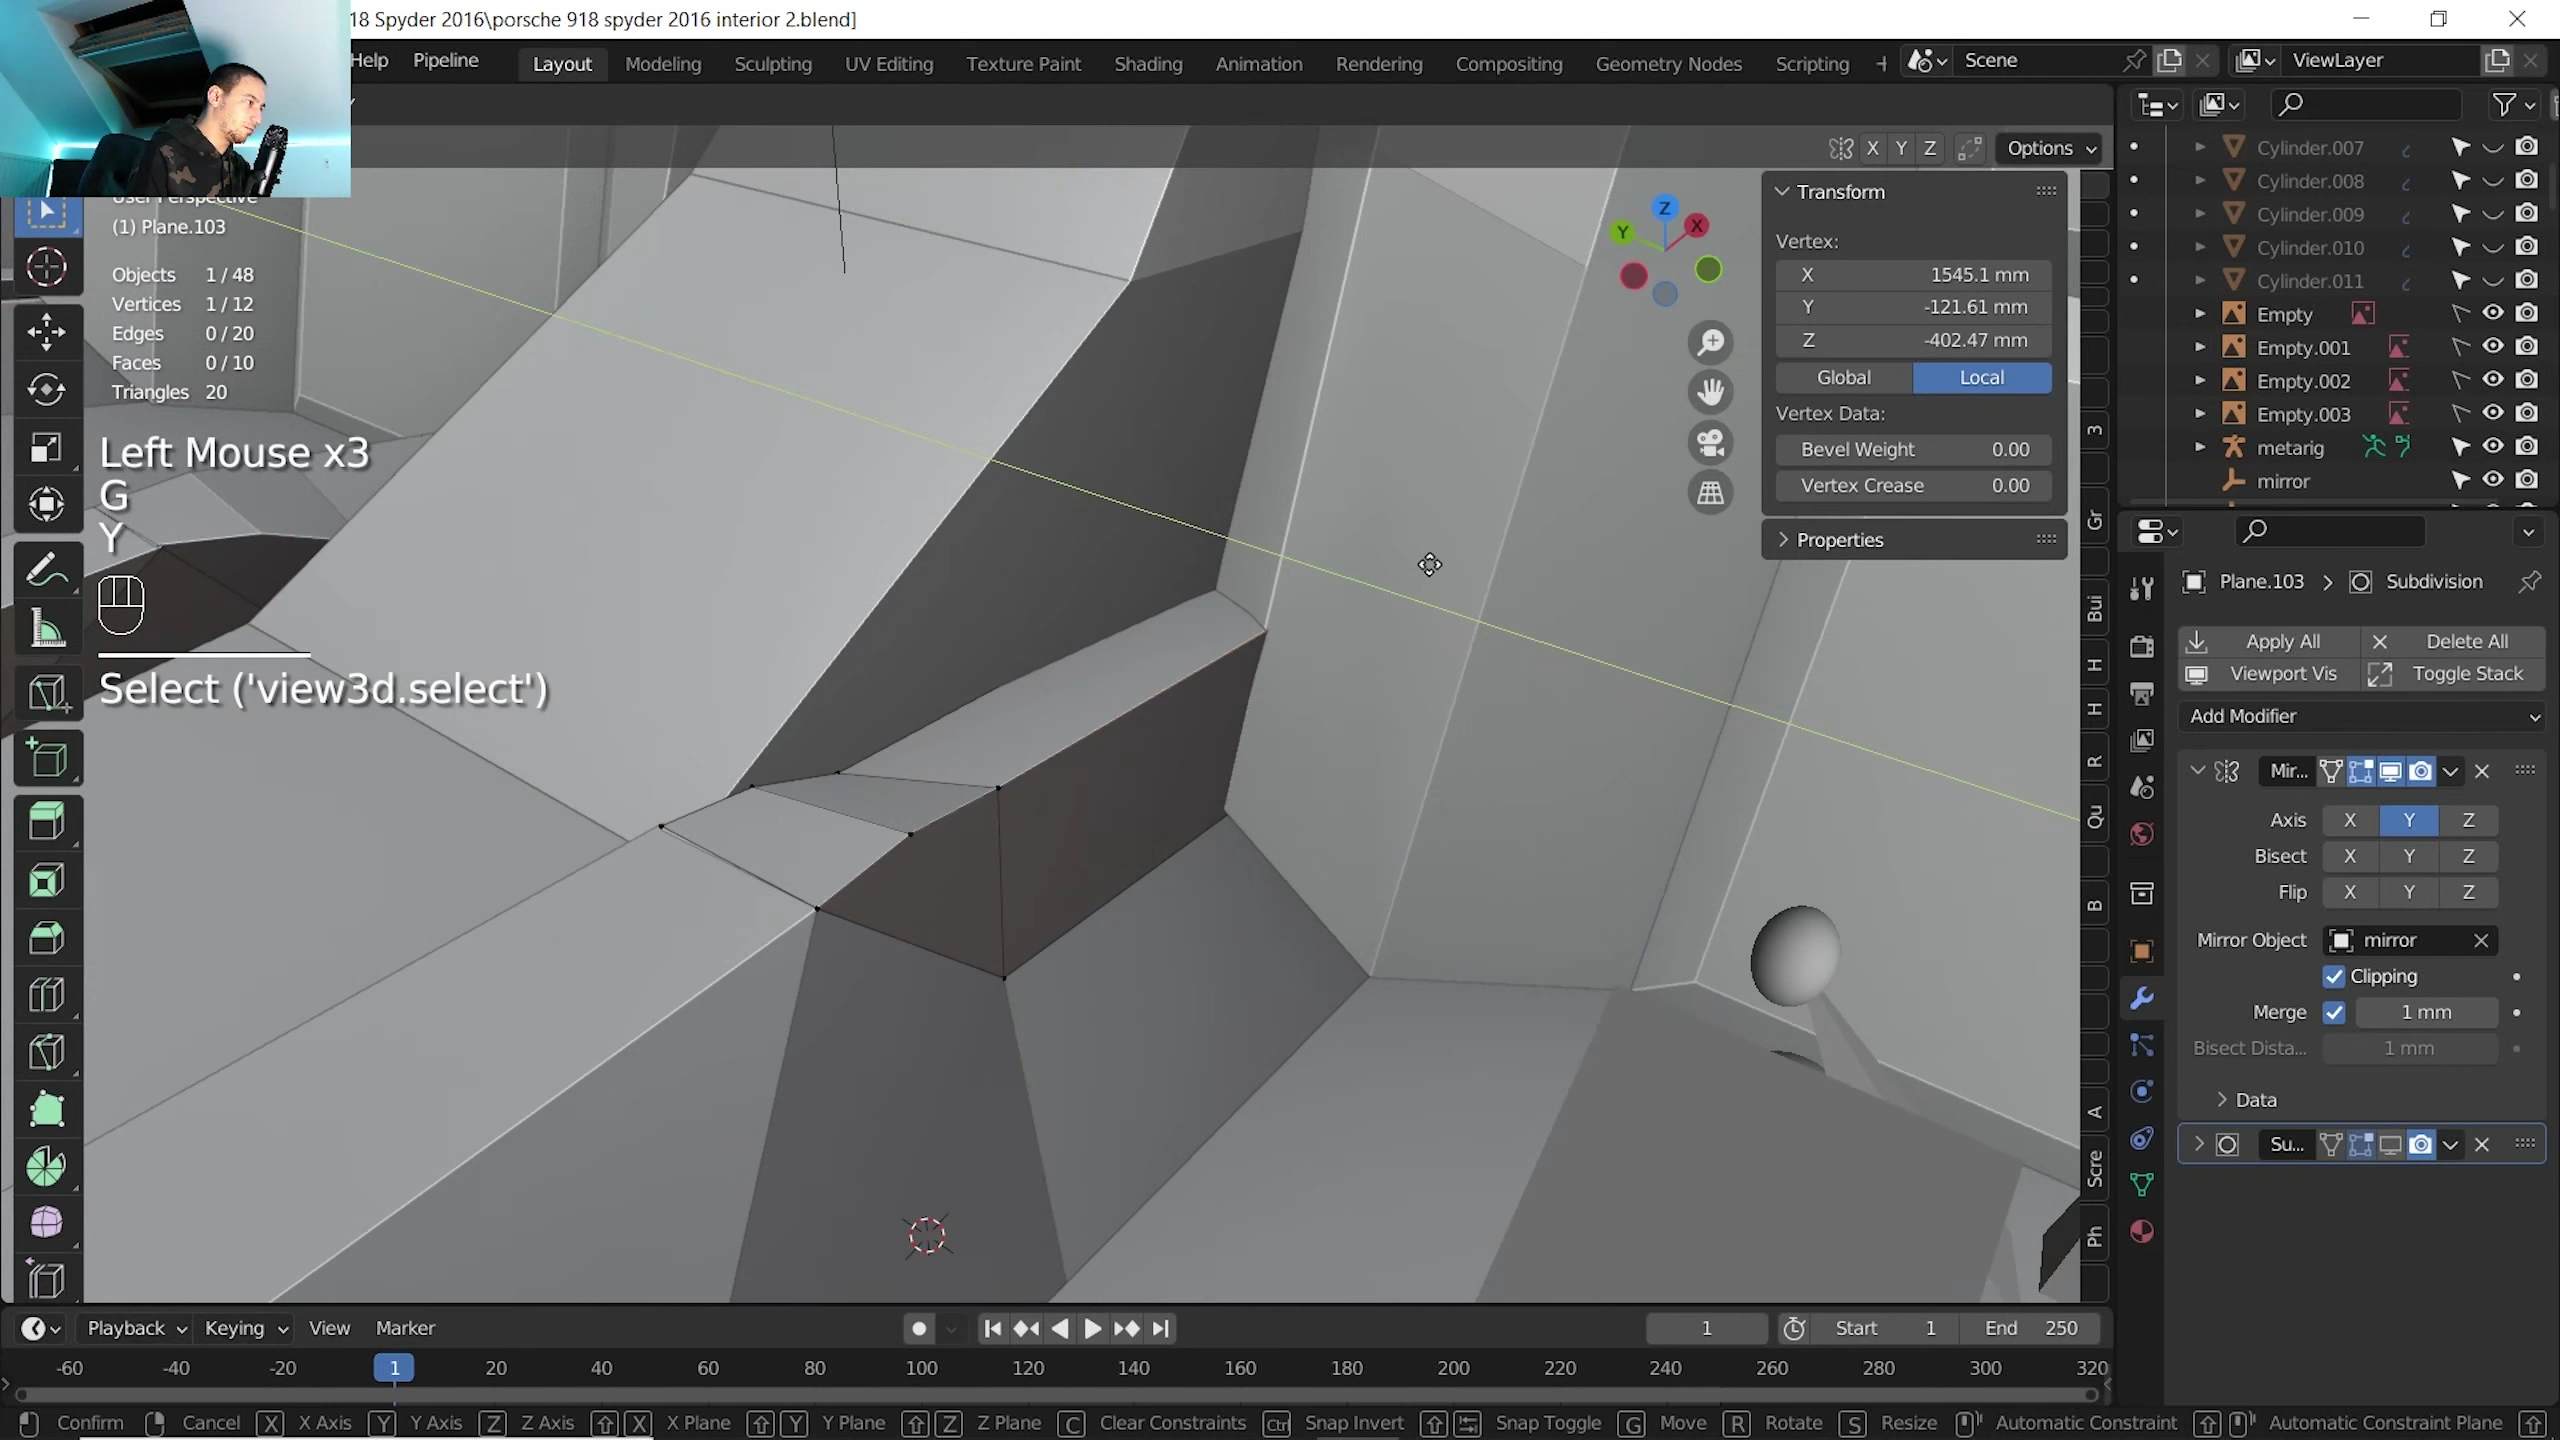 18 Spyder 2016\porsche 918 spyder 2016 interior 2.blend]
Help Pipeline Layout Modeling Sculpting UV Editing Texture Paint Shading Animation Rendering Compositing Geometry Nodes Scripting + Scene ViewLayer
X Y Z Options
(1) Plane.103
Objects 1 / 48
Vertices 1 / 12
Edges 0 / 20
Faces 0 / 10
Triangles 20
Left Mouse x3
G
Y
Select ('view3d.select')
Z
Y
X
Transform
Vertex:
X 1545.1 mm
Y -121.61 mm
Z -402.47 mm
Global Local
Vertex Data:
Bevel Weight 0.00
Vertex Crease 0.00
Properties
3
Gr
Bui
H
H
R
Qu
B
A
Scre
Ph
Cylinder.007
Cylinder.008
Cylinder.009
Cylinder.010
Cylinder.011
Empty
Empty.001
Empty.002
Empty.003
metarig
mirror
Plane.103 > Subdivision
Apply All Delete All
Viewport Vis Toggle Stack
Add Modifier
Mir...
Axis X Y Z
Bisect X Y Z
Flip X Y Z
Mirror Object mirror
Clipping
Merge 1 mm
Bisect Dista... 1 mm
Data
Su...
Playback Keying View Marker 1 Start 1 End 250
-60 -40 -20 1 20 40 60 80 100 120 140 160 180 200 220 240 260 280 300 320
Confirm Cancel X X Axis Y Y Axis Z Z Axis X X Plane Y Y Plane Z Z Plane C Clear Constraints Ctrl Snap Invert Snap Toggle G Move R Rotate S Resize Automatic Constraint Automatic Constraint Plane